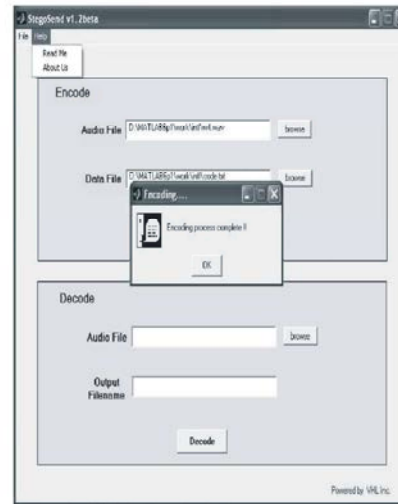 StegoSend v1.2beta
File Help
Read Me
About Us
Encode
Audio File
browse
Data File
browse
Encoding....
Encoding process complete !!
OK
Decode
Audio File
browse
Output
Filename
Decode
Powered by VHL Inc.